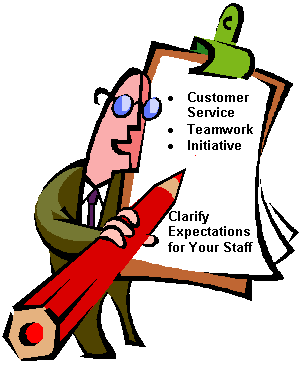 • Customer
Service
• Teamwork
• Initiative
Clarify
Expectations
for Your Staff